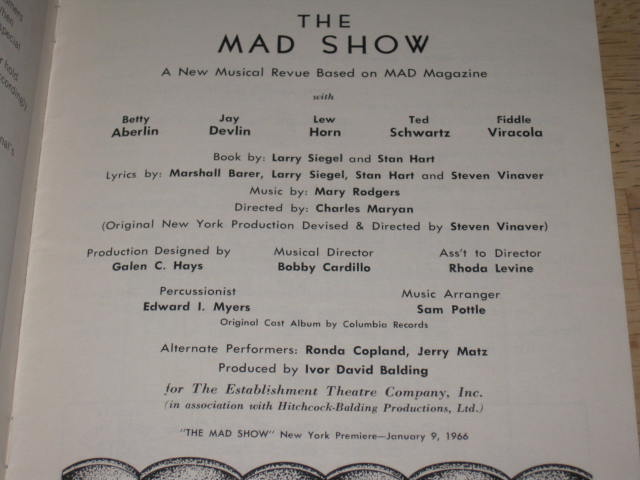 THE
MAD SHOW
A New Musical Revue Based on MAD Magazine
with
Betty Aberlin
Jay Devlin
Lew Horn
Ted Schwartz
Fiddle Viracola
Book by: Larry Siegel and Stan Hart
Lyrics by: Marshall Barer, Larry Siegel, Stan Hart and Steven Vinaver
Music by: Mary Rodgers
Directed by: Charles Maryan
(Original New York Production Devised & Directed by Steven Vinaver)
Production Designed by
Galen C. Hays
Musical Director
Bobby Cardillo
Ass't to Director
Rhoda Levine
Percussionist
Edward I. Myers
Music Arranger
Sam Pottle
Original Cast Album by Columbia Records
Alternate Performers: Ronda Copland, Jerry Matz
Produced by Ivor David Balding
for The Establishment Theatre Company, Inc.
(in association with Hitchcock-Balding Productions, Ltd.)
"THE MAD SHOW" New York Premiere—January 9, 1966